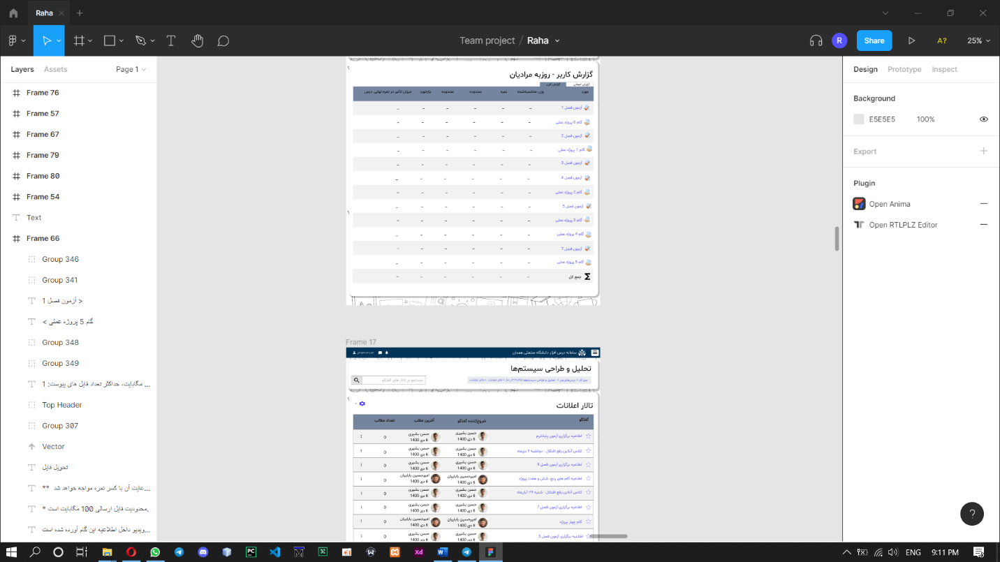 Raha
Team project / Raha
R
Share
A?
25%
Layers
Assets
Page 1
Frame 76
Frame 57
Frame 67
Frame 79
Frame 80
Frame 54
Text
Frame 66
Group 346
Group 341
آزمون فصل 1 >
< گام 5 پروژه عملی
Group 348
Group 349
مگابایت، حداکثر تعداد فایل های پیوست: 1 ...
Top Header
Group 307
Vector
تحویل فایل
** عایت آن با کسر نمره مواجه خواهد شد...
* محدودیت فایل ارسالی 100 مگابایت است.
ویدیو داخل اطلاعیه این گام آورده شده است...
گزارش کاربر - روزبه مرادیان
گزارش اجمالی
گزارش کاربر
مورد
وزن محاسبه‌شده
نمره
محدوده
محدوده
بازخورد
میزان تاثیر در نمره نهایی درس
آزمون فصل 1
گام 0 پروژه عملی
آزمون فصل 2
گام 1 پروژه عملی
آزمون فصل 3
آزمون فصل 4
گام 2 پروژه عملی
آزمون فصل 5
گام 3 پروژه عملی
گام 4 پروژه عملی
آزمون فصل 7
گام 5 پروژه عملی
جمع کل
Frame 17
سامانه درس افزار دانشگاه صنعتی همدان
تحلیل و طراحی سیستم‌ها
جستجو در تالار های گفتگو
تالار اعلانات
گفتگو
شروع‌کننده گفتگو
آخرین مطلب
تعداد مطالب
اطلاعیه برگزاری آزمون پایانترم
حسن بشیری
6 دی 1400
حسن بشیری
6 دی 1400
0
کلاس آنلاین رفع اشکال - دوشنبه ۶ دی‌ماه
حسن بشیری
6 دی 1400
حسن بشیری
6 دی 1400
0
اطلاعیه برگزاری آزمون فصل 9
حسن بشیری
6 دی 1400
حسن بشیری
6 دی 1400
0
اطلاعیه گام های پنج، شش و هفت پروژه
امیرحسین بابائیان
6 دی 1400
امیرحسین بابائیان
6 دی 1400
0
کلاس آنلاین رفع اشکال - شنبه ۲۹ آبان‌ماه
حسن بشیری
6 دی 1400
حسن بشیری
6 دی 1400
0
اطلاعیه برگزاری آزمون فصل 7
حسن بشیری
6 دی 1400
حسن بشیری
6 دی 1400
0
گام چهار پروژه
امیرحسین بابائیان
6 دی 1400
امیرحسین بابائیان
6 دی 1400
0
اطلاعیه برگزاری آزمون فصل 5
حسن بشیری
6 دی 1400
حسن بشیری
6 دی 1400
0
Design
Prototype
Inspect
Background
E5E5E5
100%
Export
Plugin
Open Anima
Open RTLPLZ Editor
?
PC
Xd
ENG
9:11 PM